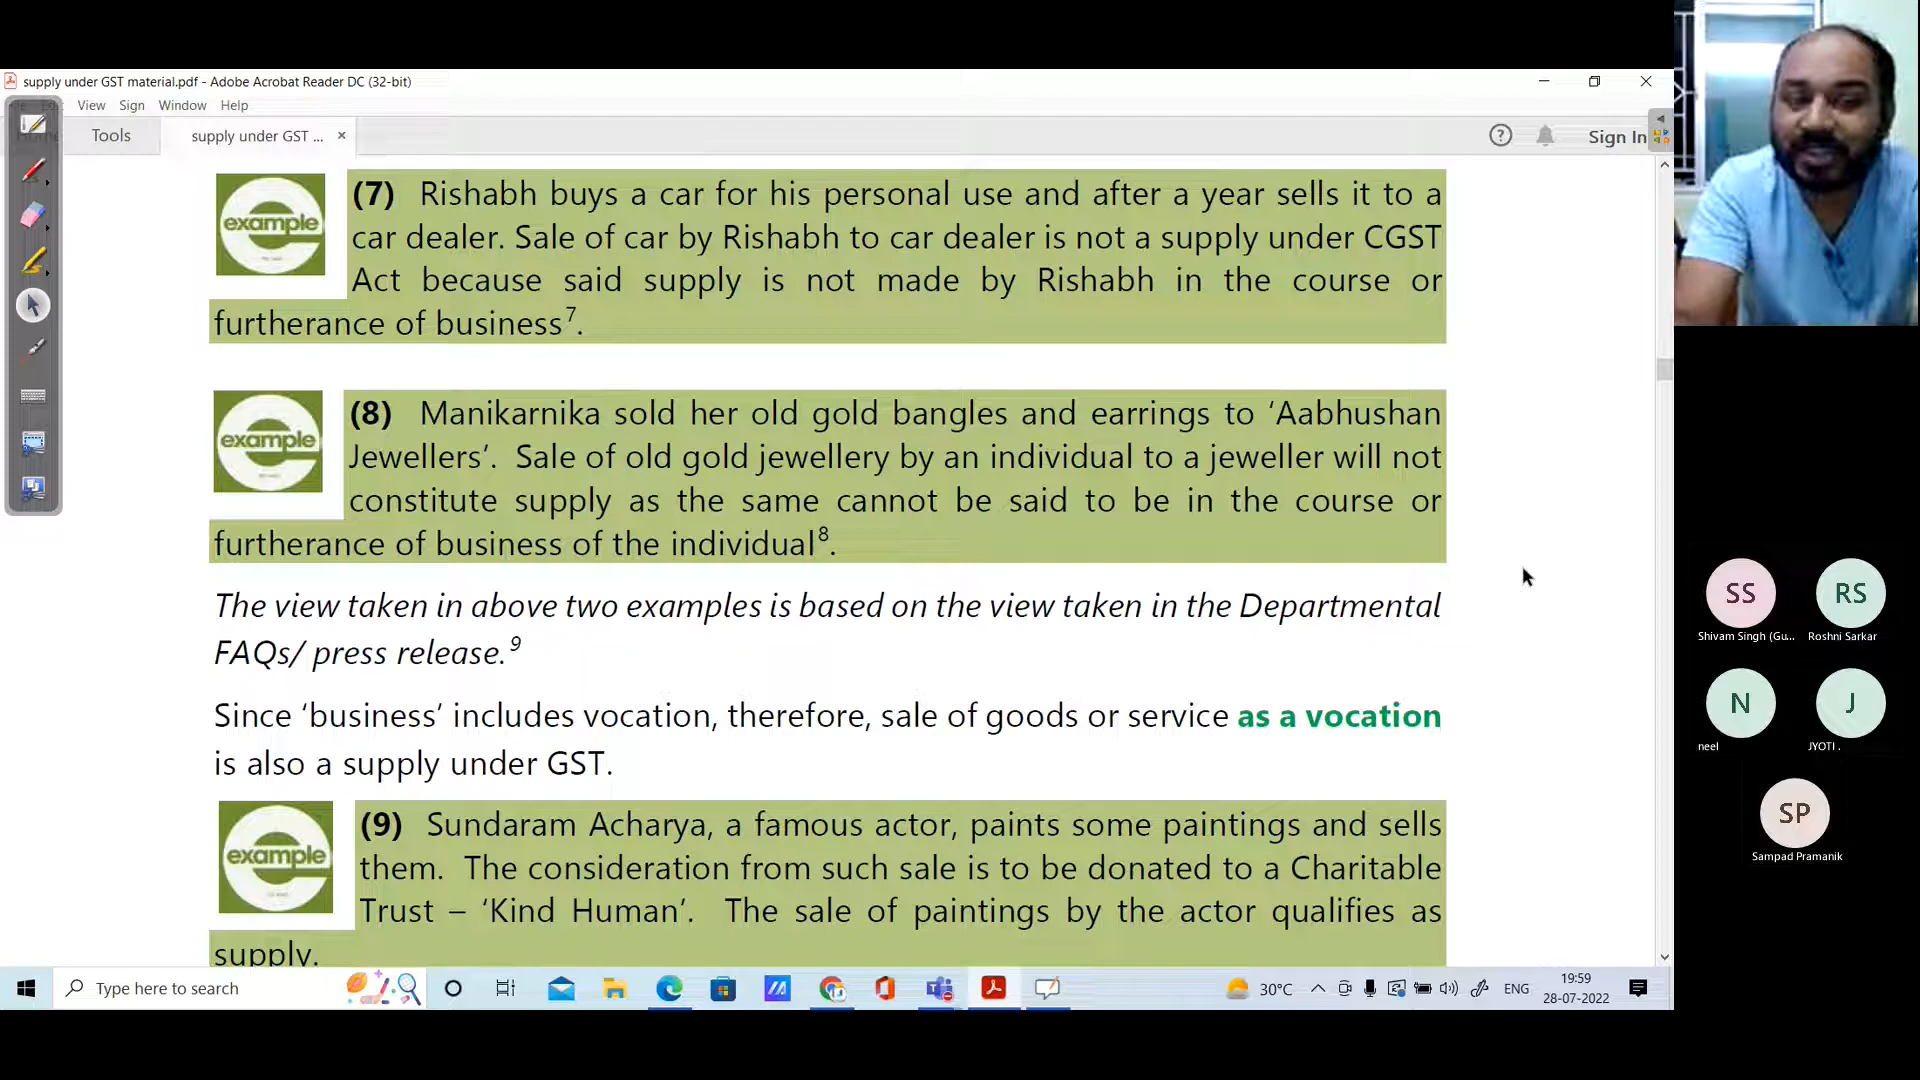 supply under GST material.pdf - Adobe Acrobat Reader DC (32-bit)
View Sign Window Help
Tools
supply under GST ...
Sign In
example
(7) Rishabh buys a car for his personal use and after a year sells it to a
car dealer. Sale of car by Rishabh to car dealer is not a supply under CGST
Act because said supply is not made by Rishabh in the course or
furtherance of business7.
example
(8) Manikarnika sold her old gold bangles and earrings to ‘Aabhushan
Jewellers’. Sale of old gold jewellery by an individual to a jeweller will not
constitute supply as the same cannot be said to be in the course or
furtherance of business of the individual8.
The view taken in above two examples is based on the view taken in the Departmental
FAQs/ press release.9
Since ‘business’ includes vocation, therefore, sale of goods or service as a vocation
is also a supply under GST.
example
(9) Sundaram Acharya, a famous actor, paints some paintings and sells
them. The consideration from such sale is to be donated to a Charitable
Trust – ‘Kind Human’. The sale of paintings by the actor qualifies as
supply.
SS
RS
Shivam Singh (Gu...
Roshni Sarkar
N
J
neel
JYOTI .
SP
Sampad Pramanik
Type here to search
30°C
ENG
19:59
28-07-2022